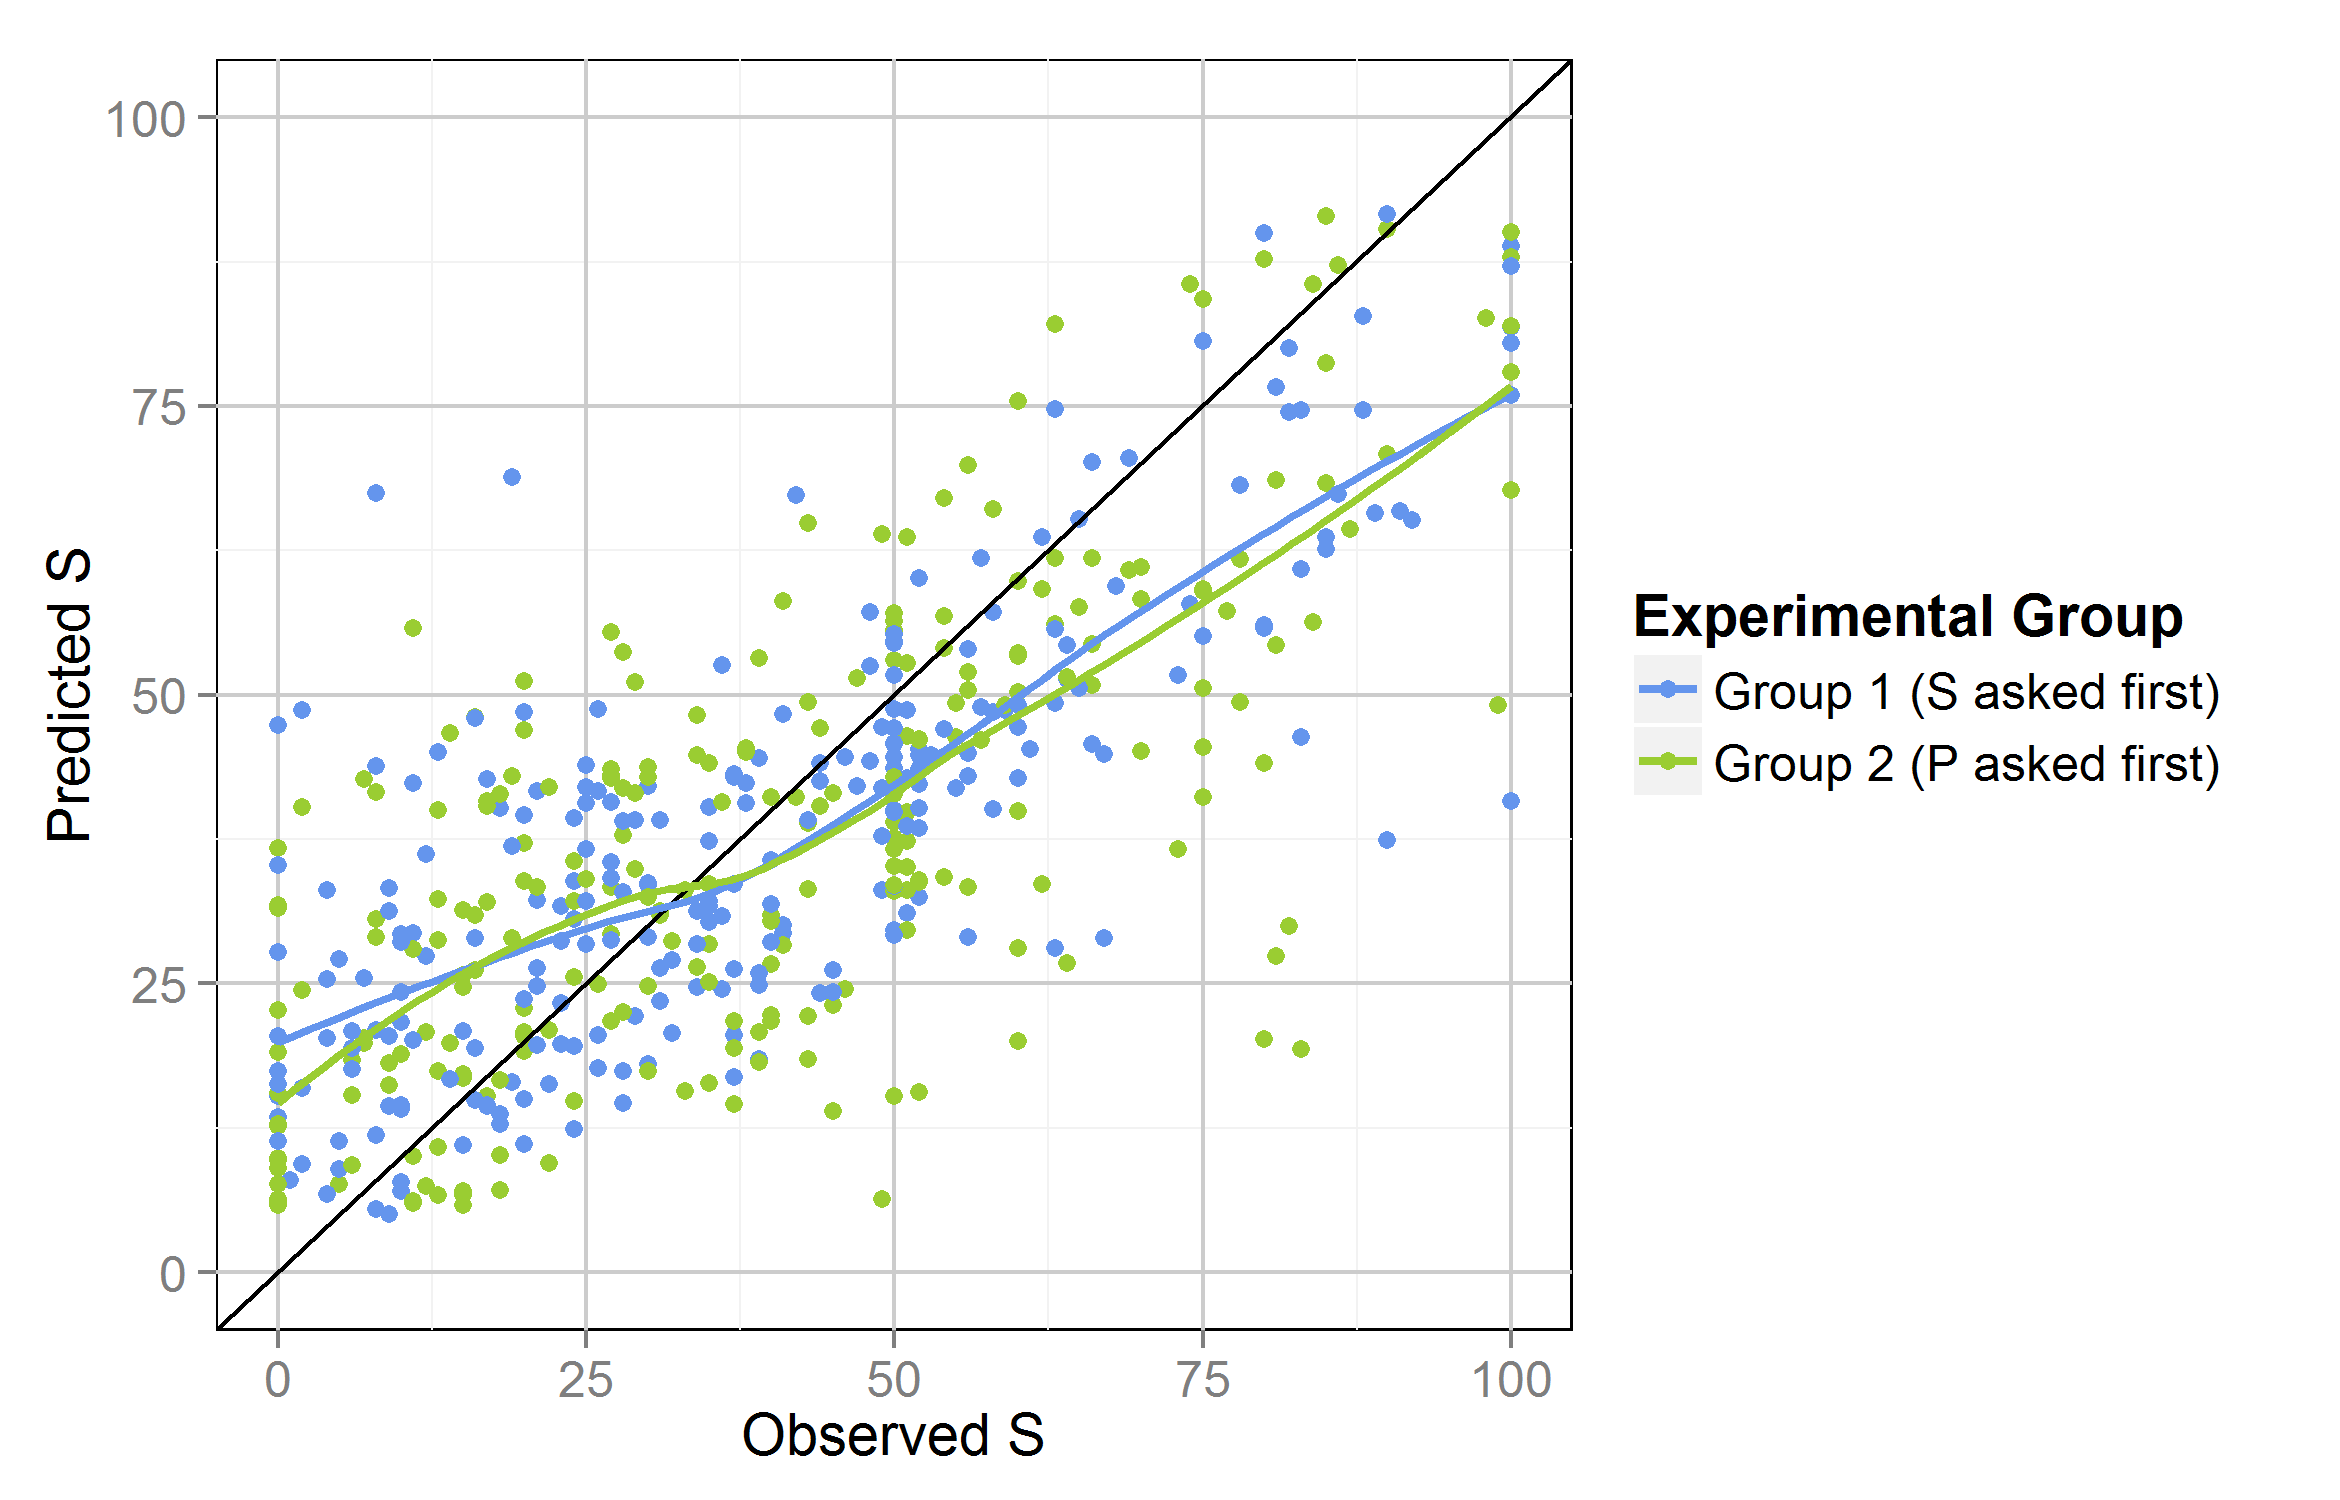 100
75
50
25
0
Predicted S
0 25 50 75 100
Observed S
Experimental Group
Group 1 (S asked first)
Group 2 (P asked first)